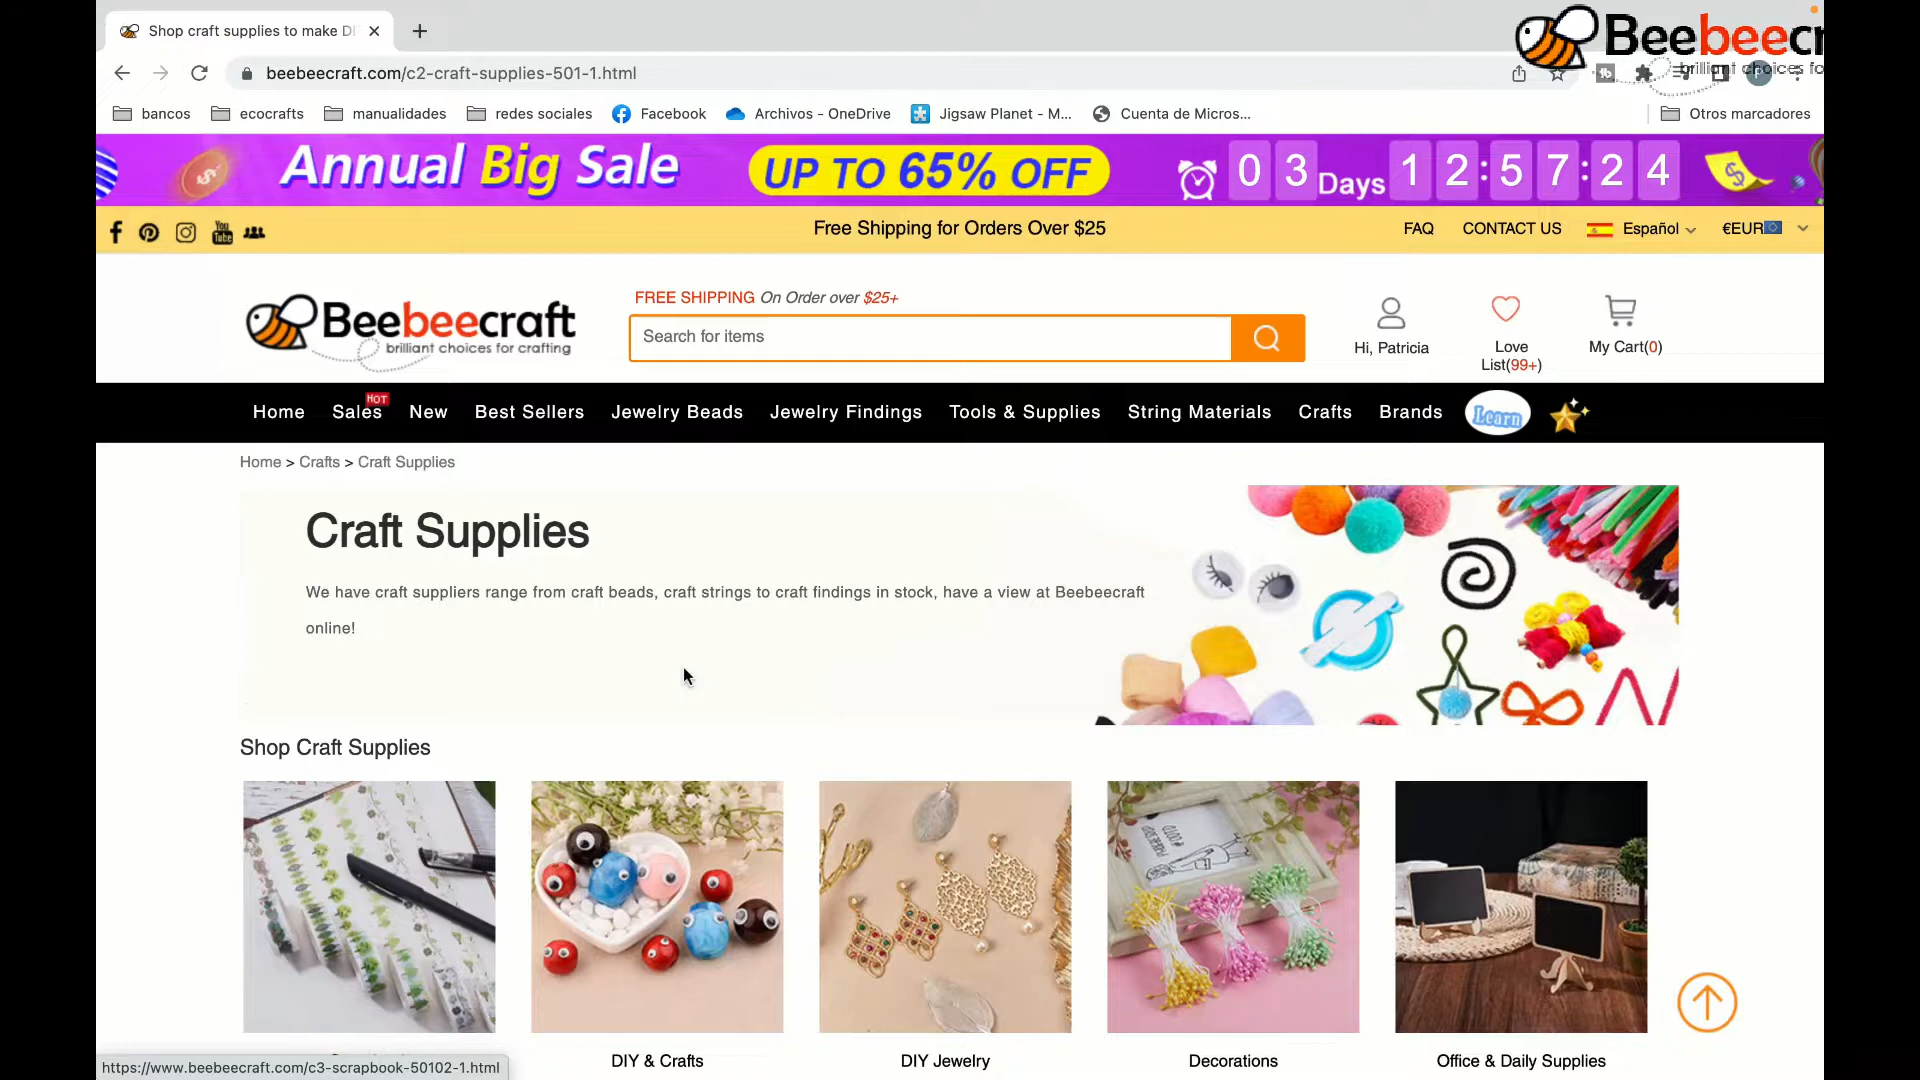 Shop craft supplies to make DI
Beebeecr
brilliant choices fo
beebeecraft.com/c2-craft-supplies-501-1.html
bancos ecocrafts manualidades redes sociales Facebook Archivos - OneDrive Jigsaw Planet - M... Cuenta de Micros... Otros marcadores
Annual Big Sale UP TO 65% OFF 0 3 Days 1 2 : 5 7 : 2 4
You Tube Free Shipping for Orders Over $25 FAQ CONTACT US Español €EUR
FREE SHIPPING On Order over $25+
Beebeecraft
brilliant choices for crafting
Search for items
Hi, Patricia
Love
List(99+)
My Cart(0)
Home Sales HOT New Best Sellers Jewelry Beads Jewelry Findings Tools & Supplies String Materials Crafts Brands Learn
Home > Crafts > Craft Supplies
Craft Supplies
We have craft suppliers range from craft beads, craft strings to craft findings in stock, have a view at Beebeecraft
online!
Shop Craft Supplies
DIY & Crafts DIY Jewelry Decorations Office & Daily Supplies
https://www.beebeecraft.com/c3-scrapbook-50102-1.html